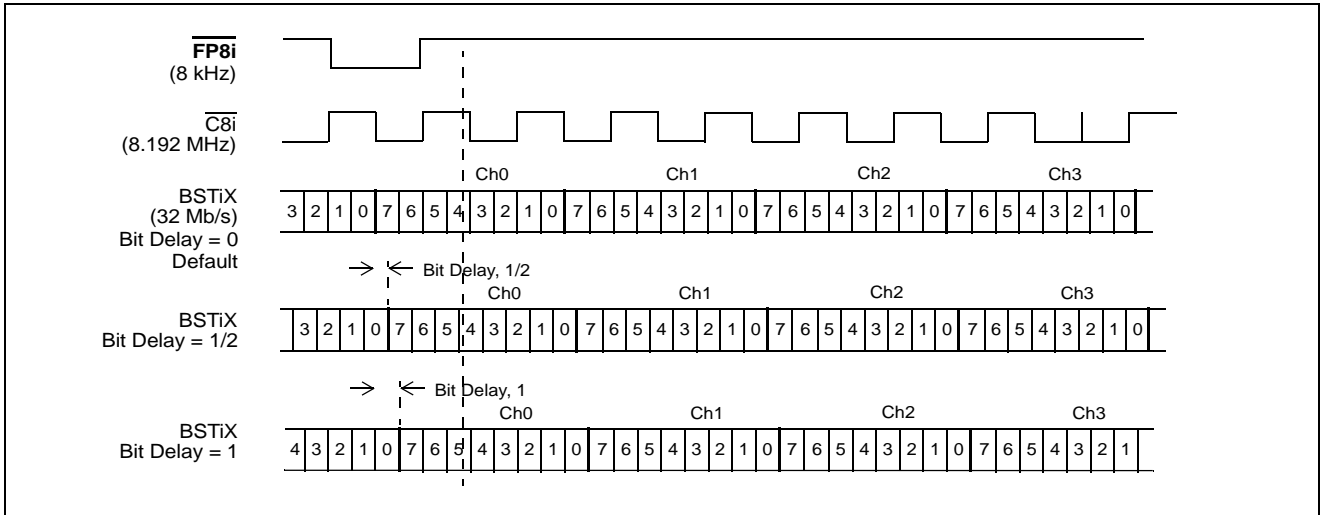 FP8i
(8 kHz)
C8i
(8.192 MHz)
Ch0 Ch1 Ch2 Ch3
BSTiX
(32 Mb/s)
Bit Delay = 0
Default
3 2 1 0 7 6 5 4 3 2 1 0 7 6 5 4 3 2 1 0 7 6 5 4 3 2 1 0 7 6 5 4 3 2 1 0
Bit Delay, 1/2
Ch0 Ch1 Ch2 Ch3
BSTiX
Bit Delay = 1/2
3 2 1 0 7 6 5 4 3 2 1 0 7 6 5 4 3 2 1 0 7 6 5 4 3 2 1 0 7 6 5 4 3 2 1 0
Bit Delay, 1
Ch0 Ch1 Ch2 Ch3
BSTiX
Bit Delay = 1
4 3 2 1 0 7 6 5 4 3 2 1 0 7 6 5 4 3 2 1 0 7 6 5 4 3 2 1 0 7 6 5 4 3 2 1